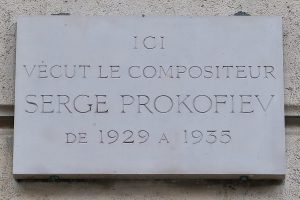 ICI
VÉCUT LE COMPOSITEUR
SERGE PROKOFIEV
DE 1929 A 1935